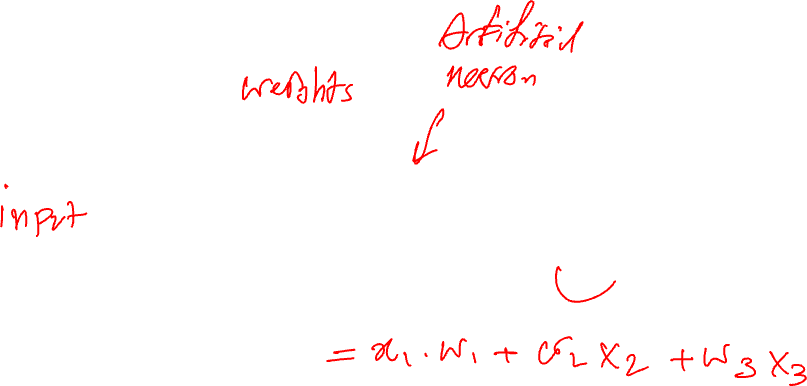 Artificial
weights neuron
input
= x₁. w₁ + w₂ x₂ + w₃ x₃